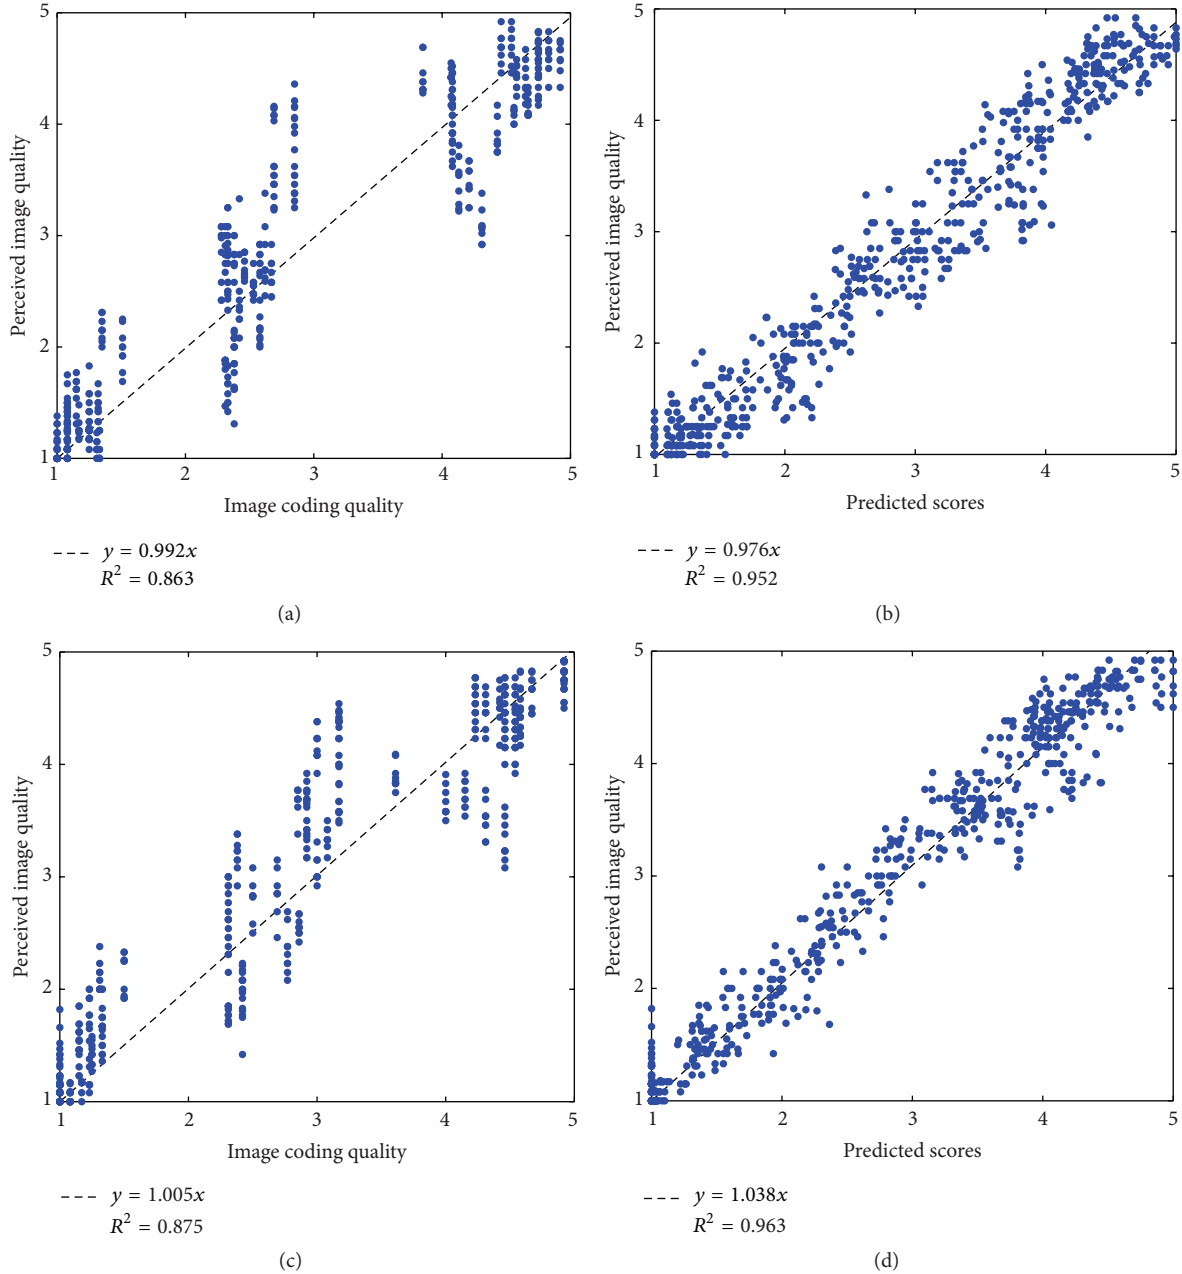 5
4
3
2
1
Perceived image quality
1 2 3 4 5
Image coding quality
y = 0.992x
R² = 0.863
(a)
5
4
3
2
1
Perceived image quality
1 2 3 4 5
Predicted scores
y = 0.976x
R² = 0.952
(b)
5
4
3
2
1
Perceived image quality
1 2 3 4 5
Image coding quality
y = 1.005x
R² = 0.875
(c)
5
4
3
2
1
Perceived image quality
1 2 3 4 5
Predicted scores
y = 1.038x
R² = 0.963
(d)